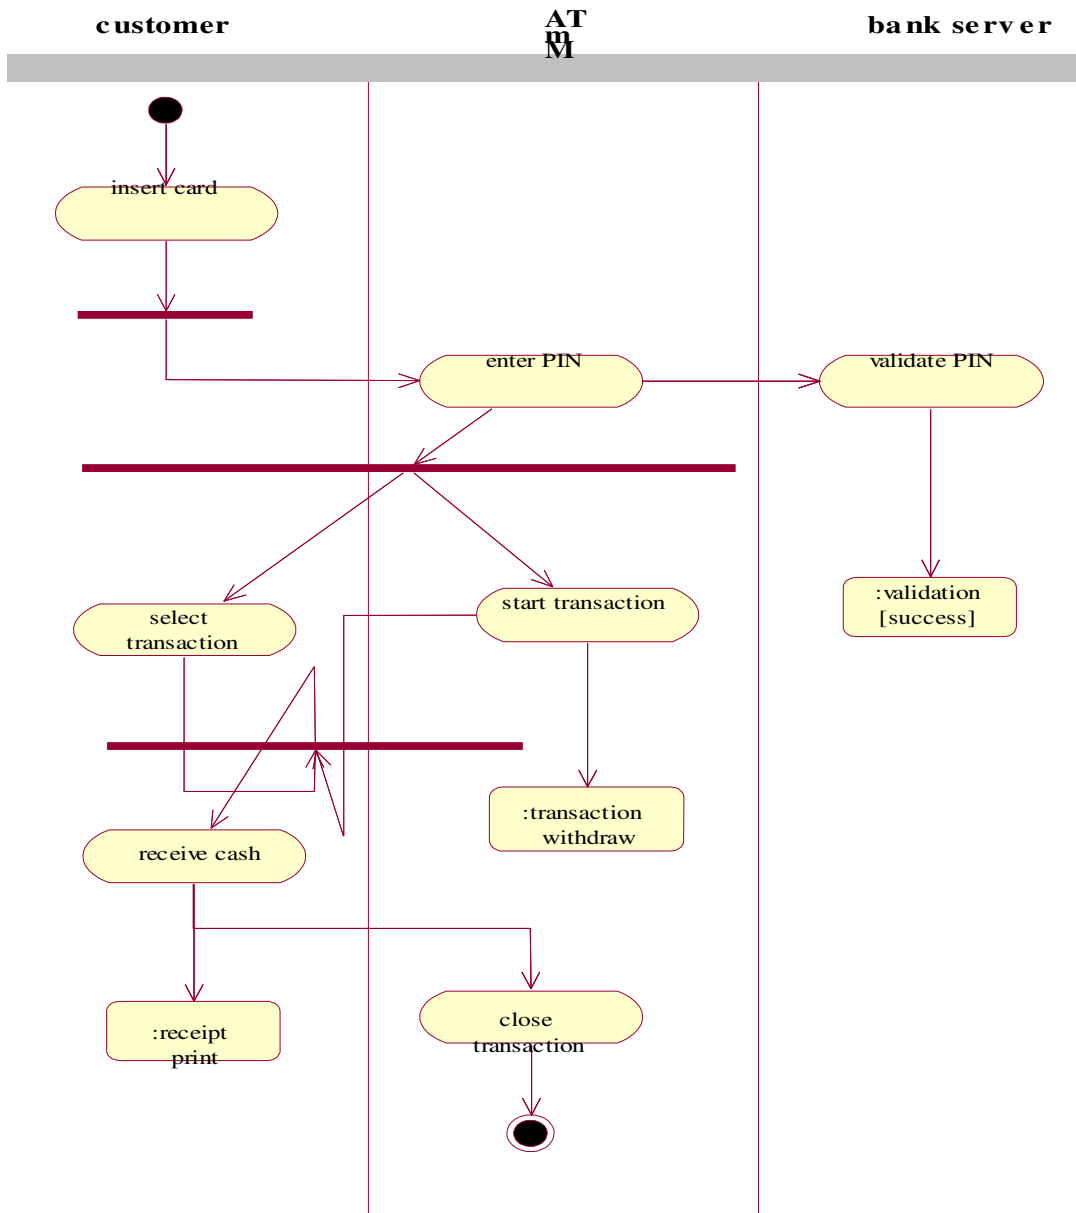 customer
AT
m
M
bank server
insert card
enter PIN
validate PIN
select
transaction
start transaction
:validation
[success]
:transaction
withdraw
receive cash
:receipt
print
close
transaction